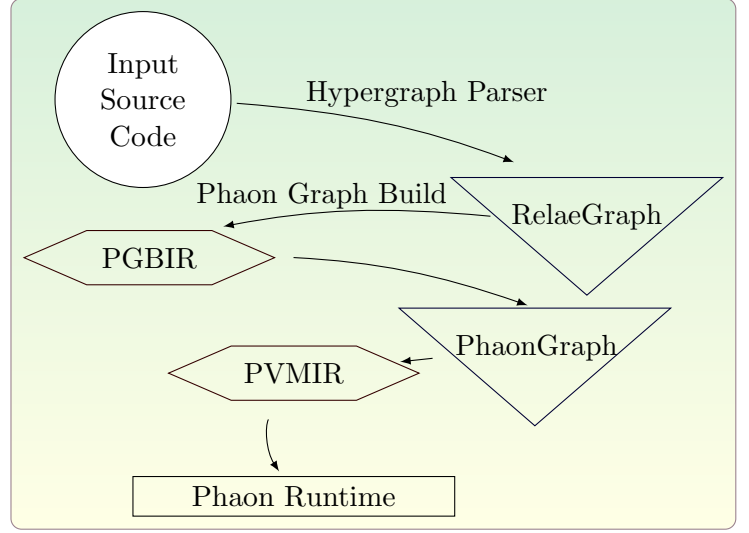 Input
Source
Code
Hypergraph Parser
RelaeGraph
Phaon Graph Build
PGBIR
PhaonGraph
PVMIR
Phaon Runtime